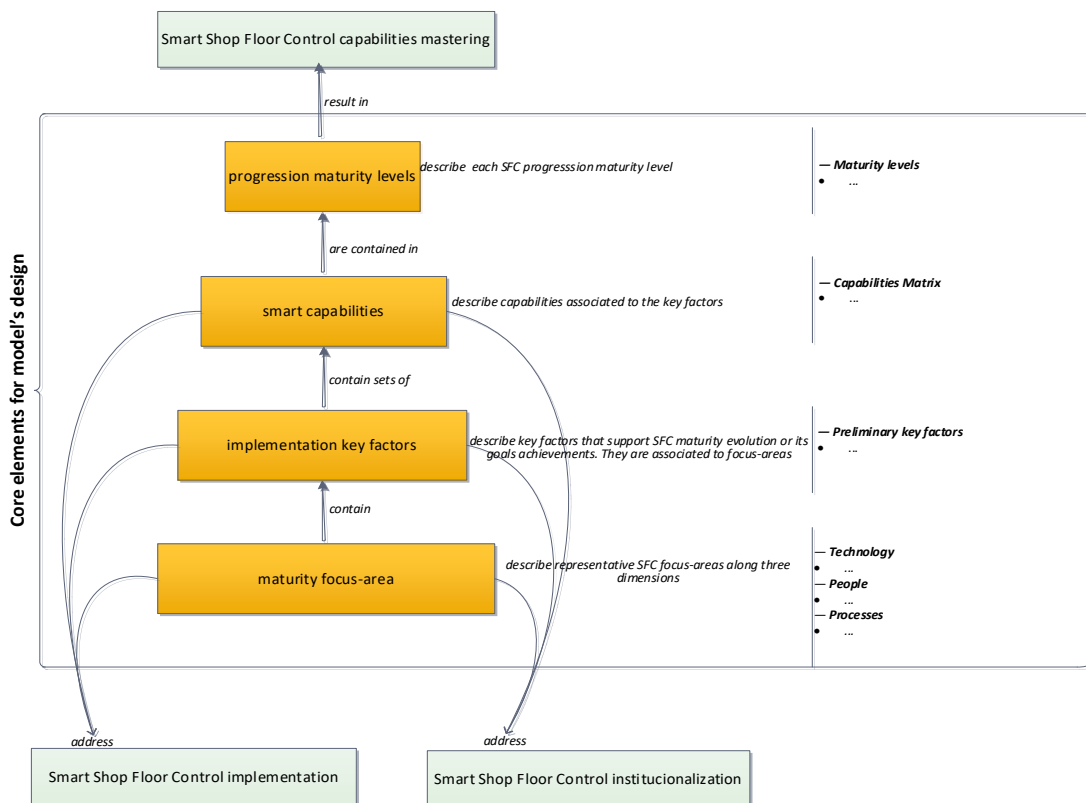 Smart Shop Floor Control capabilities mastering
result in
progression maturity levels
describe each SFC progresssion maturity level
— Maturity levels
• ...
are contained in
Core elements for model's design
smart capabilities
describe capabilities associated to the key factors
— Capabilities Matrix
• ...
contain sets of
implementation key factors
describe key factors that support SFC maturity evolution or its
goals achievements. They are associated to focus-areas
— Preliminary key factors
• ...
contain
maturity focus-area
describe representative SFC focus-areas along three
dimensions
— Technology
• ...
— People
• ...
— Processes
• ...
address
address
Smart Shop Floor Control implementation
Smart Shop Floor Control institucionalization